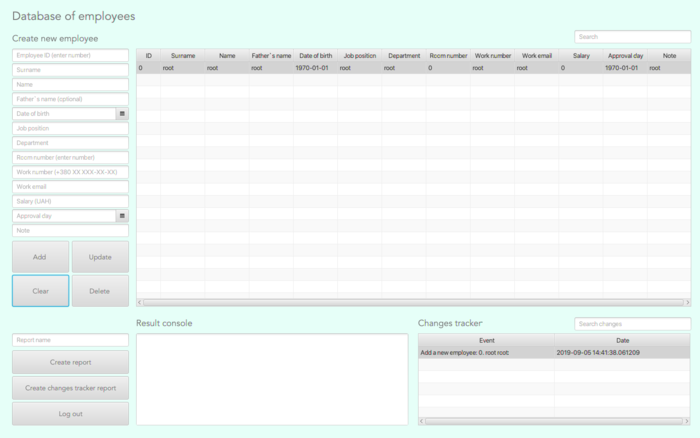 Database of employees
Create new employee
Search
Employee ID (enter number)
Surname
Name
Father`s name (optional)
Date of birth
Job position
Department
Room number (enter number)
Work number (+380 XX XXX-XX-XX)
Work email
Salary (UAH)
Approval day
Note
Add Update
Clear Delete
ID Surname Name Father`s name Date of birth Job position Department Room number Work number Work email Salary Approval day Note
0 root root root 1970-01-01 root root 0 root root 0 1970-01-01 root
Report name
Create report
Create changes tracker report
Log out
Result console
Changes tracker
Search changes
Event Date
Add a new employee: 0. root root 2019-09-05 14:41:38.061209